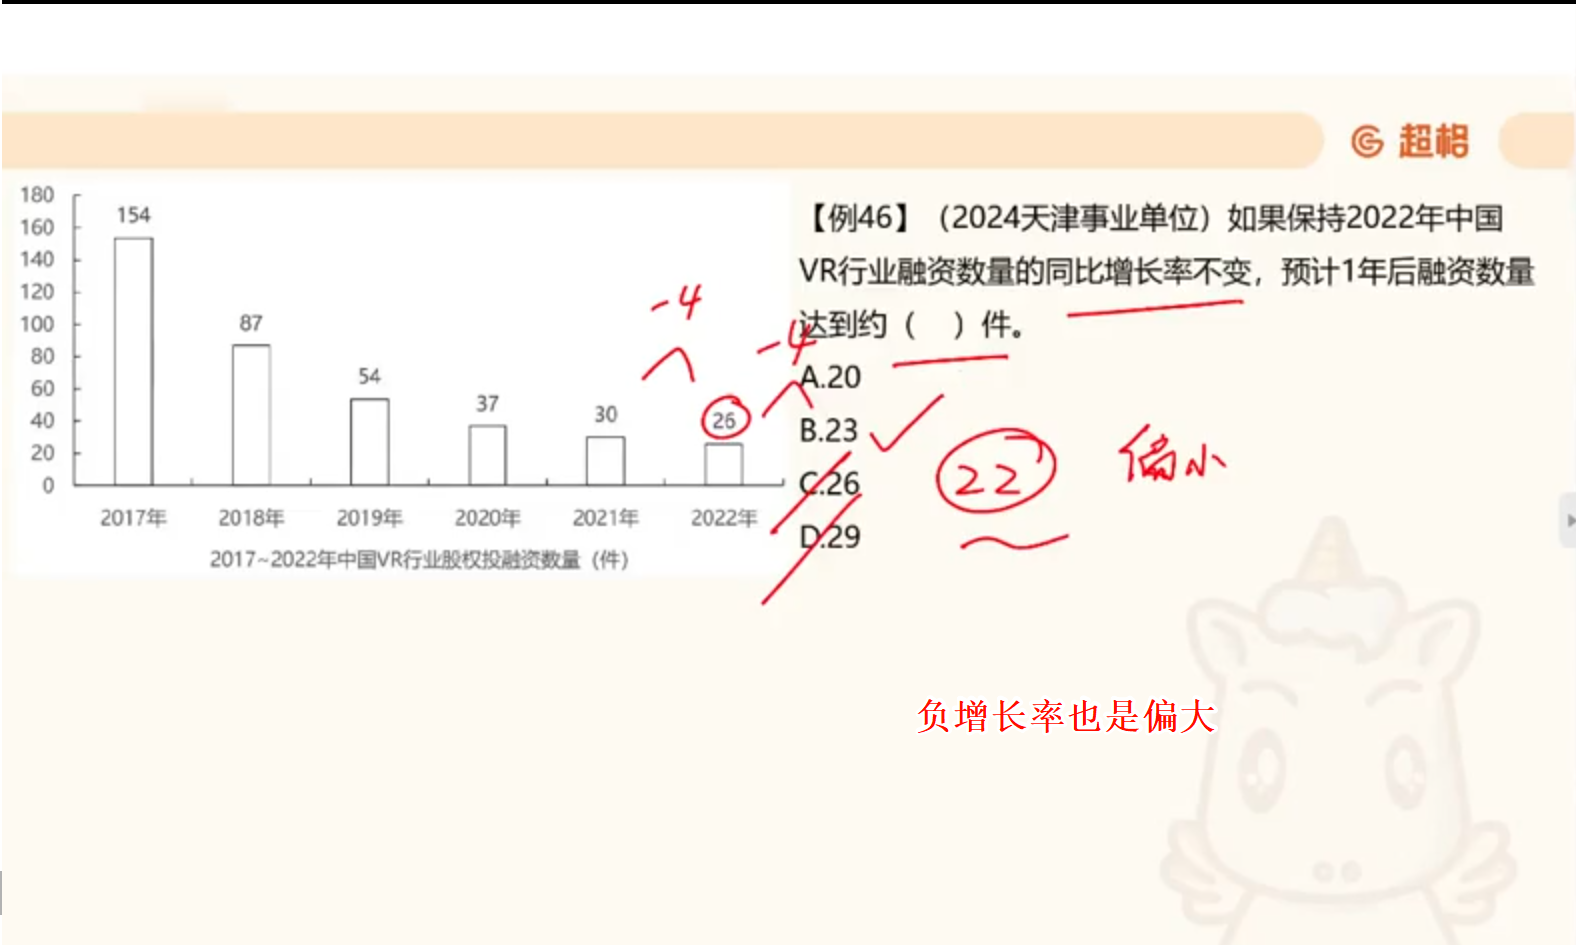 超格
180
160
140
120
100
80
60
40
20
0
154
87
54
37
30
26
2017年
2018年
2019年
2020年
2021年
2022年
2017~2022年中国VR行业股权投融资数量（件）
-4
-4
【例46】（2024天津事业单位）如果保持2022年中国
VR行业融资数量的同比增长率不变，预计1年后融资数量
达到约（ ）件。
A.20
B.23
C.26
D.29
22
偏小
负增长率也是偏大